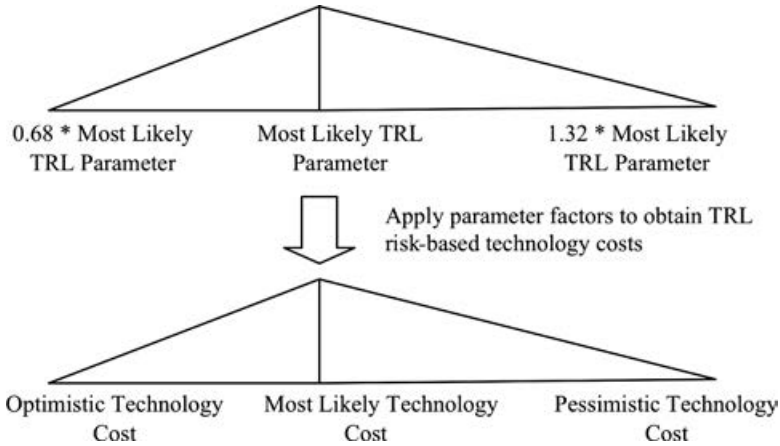 0.68 * Most Likely
TRL Parameter
Most Likely TRL
Parameter
1.32 * Most Likely
TRL Parameter
Apply parameter factors to obtain TRL
risk-based technology costs
Optimistic Technology
Cost
Most Likely Technology
Cost
Pessimistic Technology
Cost